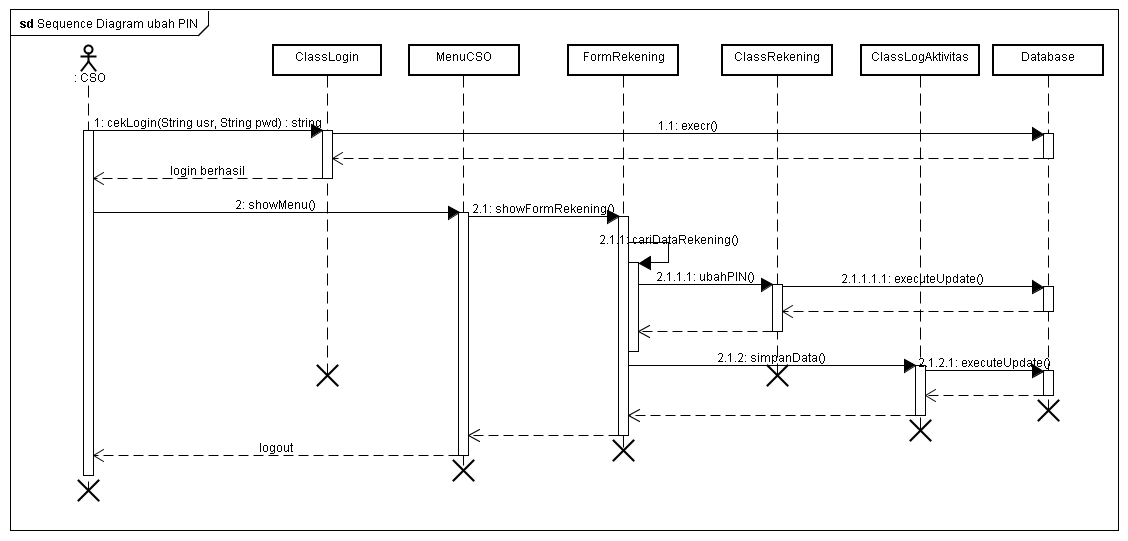 sd Sequence Diagram ubah PIN
: CSO
ClassLogin
MenuCSO
FormRekening
ClassRekening
ClassLogAktivitas
Database
1: cekLogin(String usr, String pwd) : string
1.1: execr()
login berhasil
2: showMenu()
2.1: showFormRekening()
2.1.1: cariDataRekening()
2.1.1.1: ubahPIN()
2.1.1.1.1: executeUpdate()
2.1.2: simpanData()
2.1.2.1: executeUpdate()
logout